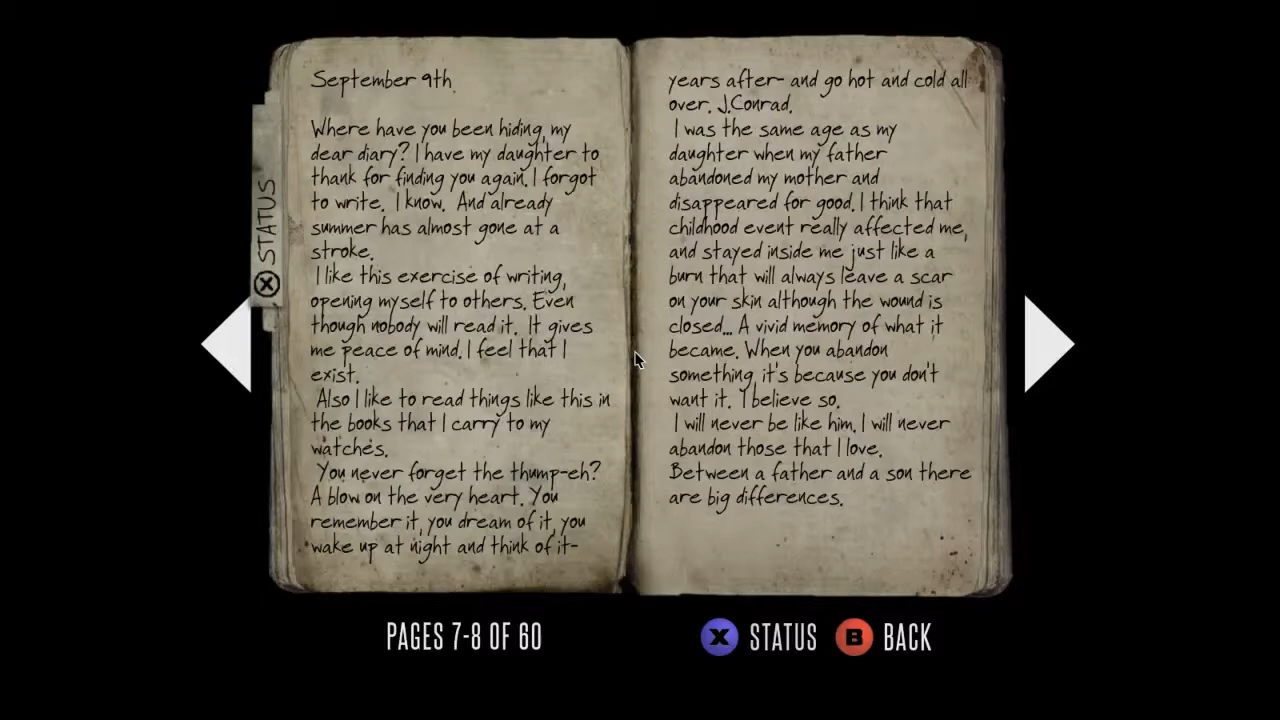 September 9th
Where have you been hiding, my
dear diary? I have my daughter to
thank for finding you again. I forgot
to write. I know. And already
summer has almost gone at a
stroke.
I like this exercise of writing,
opening myself to others. Even
though nobody will read it. It gives
me peace of mind. I feel that I
exist.
Also I like to read things like this in
the books that I carry to my
watches.
You never forget the thump-eh?
A blow on the very heart. You
remember it, you dream of it, you
wake up at night and think of it-
years after- and go hot and cold all
over. J.Conrad.
I was the same age as my
daughter when my father
abandoned my mother and
disappeared for good. I think that
childhood event really affected me,
and stayed inside me just like a
burn that will always leave a scar
on your skin although the wound is
closed... A vivid memory of what it
became. When you abandon
something, it's because you don't
want it. I believe so.
I will never be like him. I will never
abandon those that I love.
Between a father and a son there
are big differences.
X STATUS
PAGES 7-8 OF 60
X STATUS B BACK